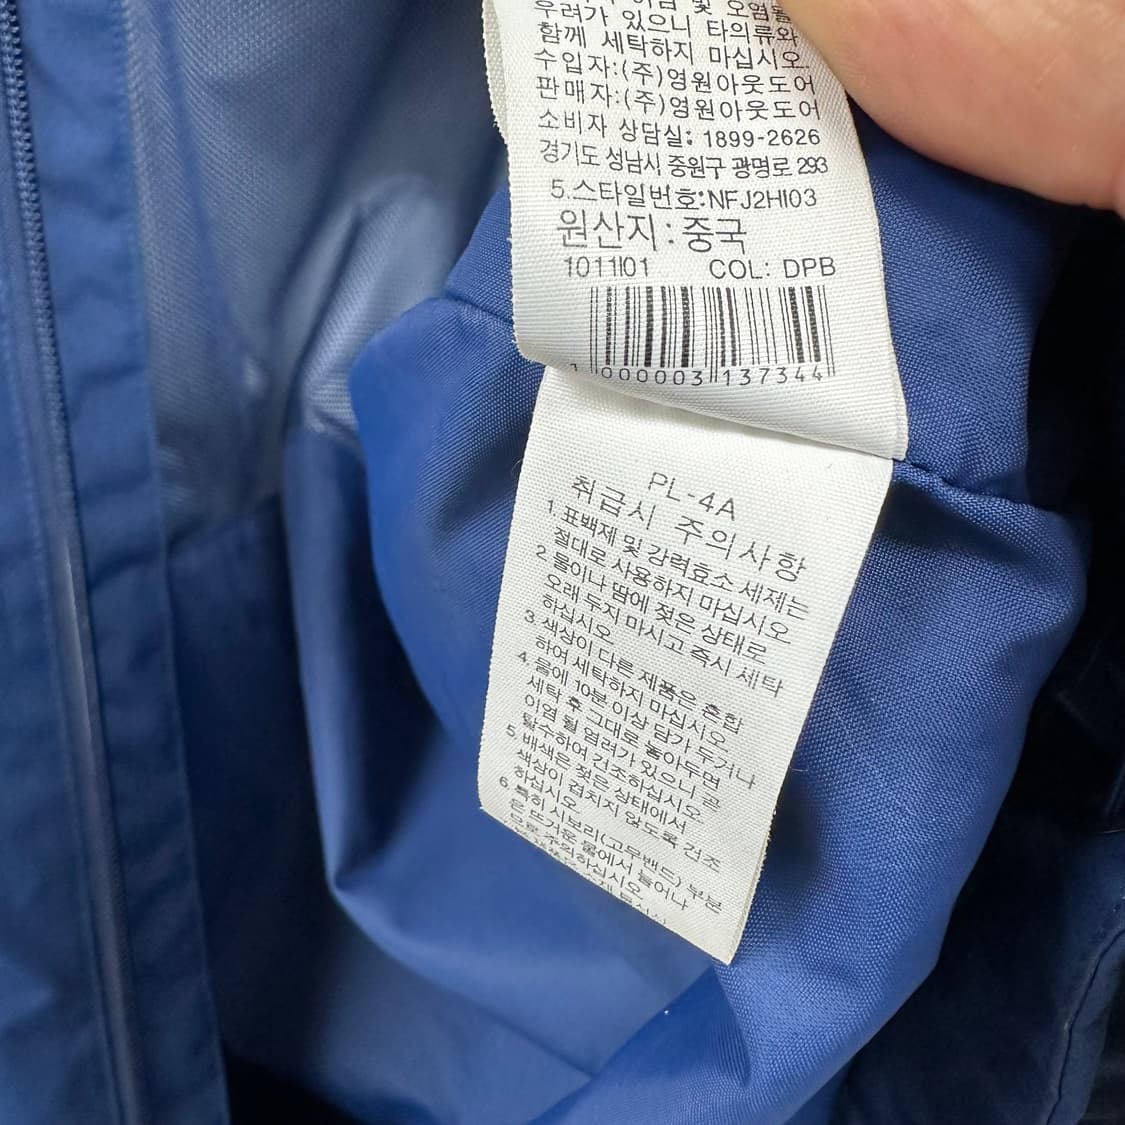 및 오염될
우려가 있으니 타의류와
함께 세탁하지 마십시오.
수입자:(주)영원아웃도어
판매자:(주)영원아웃도어
소비자 상담실: 1899-2626
경기도 성남시 중원구 광명로 293
5.스타일번호:NFJ2HI03
원산지:중국
1011I01 COL: DPB
000003 137344
PL-4A
취급시 주의사항
1. 표백제 및 강력효소 세제는
절대로 사용하지 마십시오
2. 물이나 땀에 젖은 상태로
오래 두지 마시고 즉시 세탁
하십시오
3. 색상이 다른 제품은 혼합
하여 세탁하지 마십시오.
4. 물에 10분 이상 담가 두거나
세탁 후 그대로 놓아두면
이염 될 염려가 있으니 곧
탈수하여 건조하십시오
5. 배색은 젖은 상태에서
색상이 겹치지 않도록 건조
하십시오.
6. 특히 시보리(고무밴드) 부분
은 뜨거운 물에서 늘어나
므로 주의하십시오.